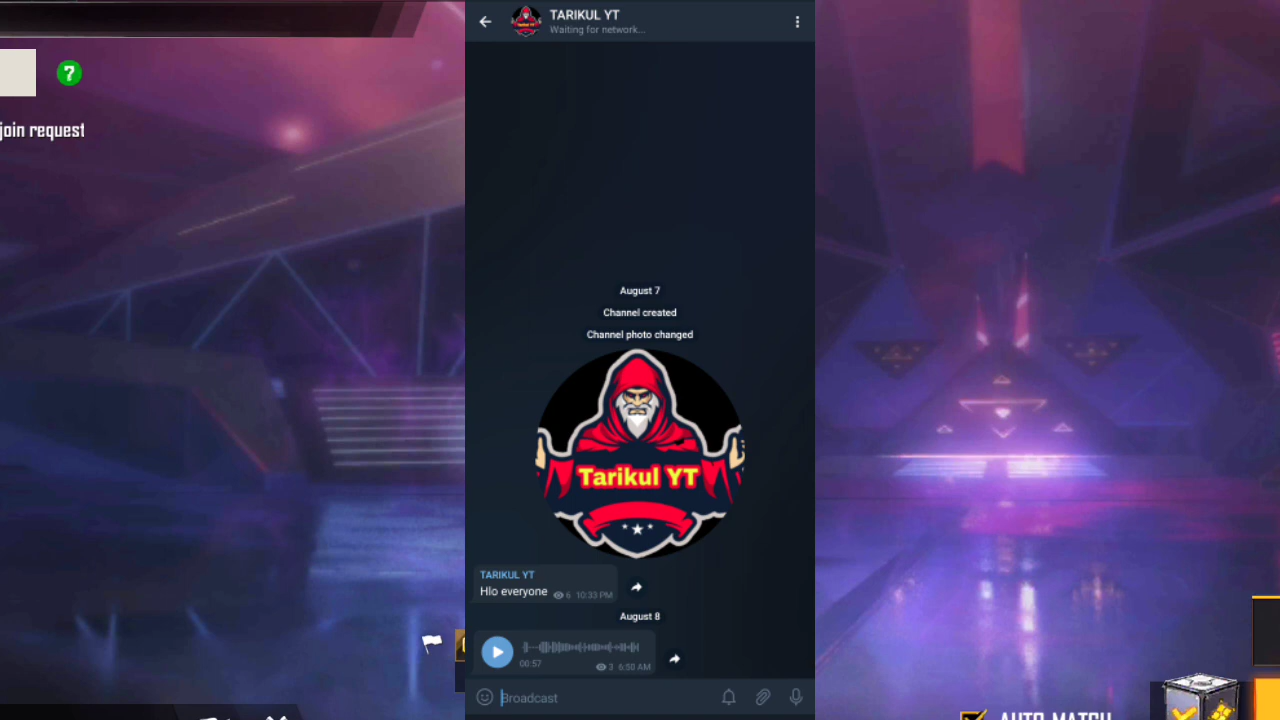 ?
join request
TARIKUL YT
Waiting for network...
August 7
Channel created
Channel photo changed
Tarikul YT
TARIKUL YT
Hlo everyone
6 10:33 PM
August 8
00:57
3 6:50 AM
Broadcast
AUTO MATCH